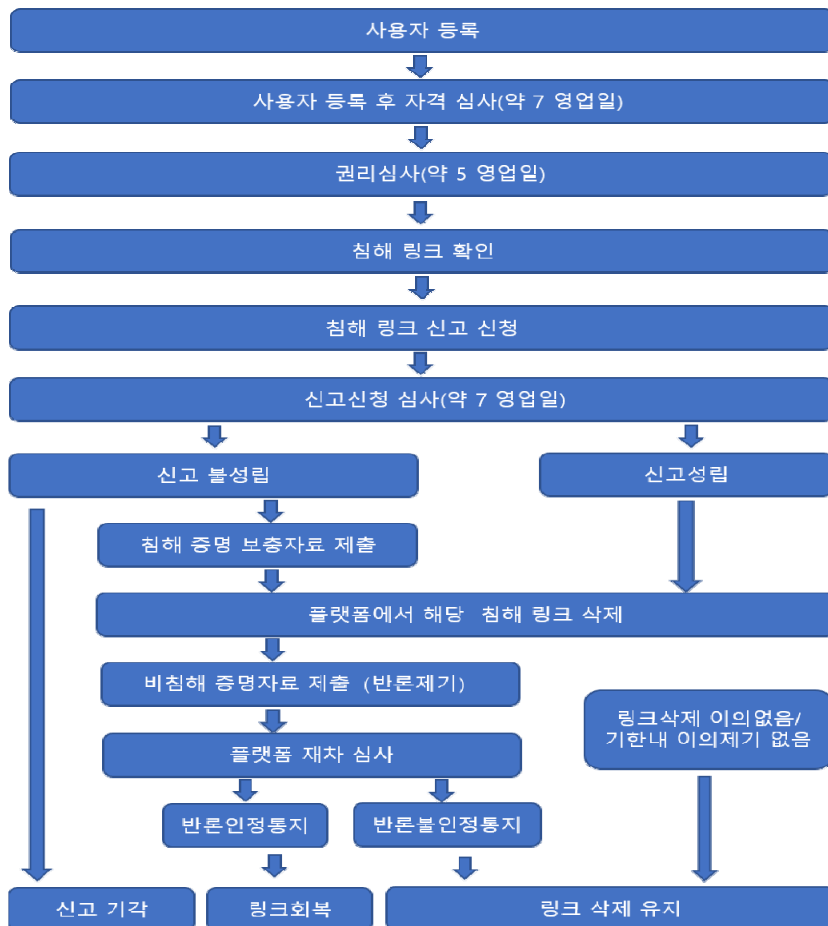 사용자 등록
사용자 등록 후 자격 심사(약 7 영업일)
권리심사(약 5 영업일)
침해 링크 확인
침해 링크 신고 신청
신고신청 심사(약 7 영업일)
신고 불성립
신고성립
침해 증명 보충자료 제출
플랫폼에서 해당 침해 링크 삭제
비침해 증명자료 제출 (반론제기)
링크삭제 이의없음/
기한내 이의제기 없음
플랫폼 재차 심사
반론인정통지
반론불인정통지
신고 기각
링크회복
링크 삭제 유지